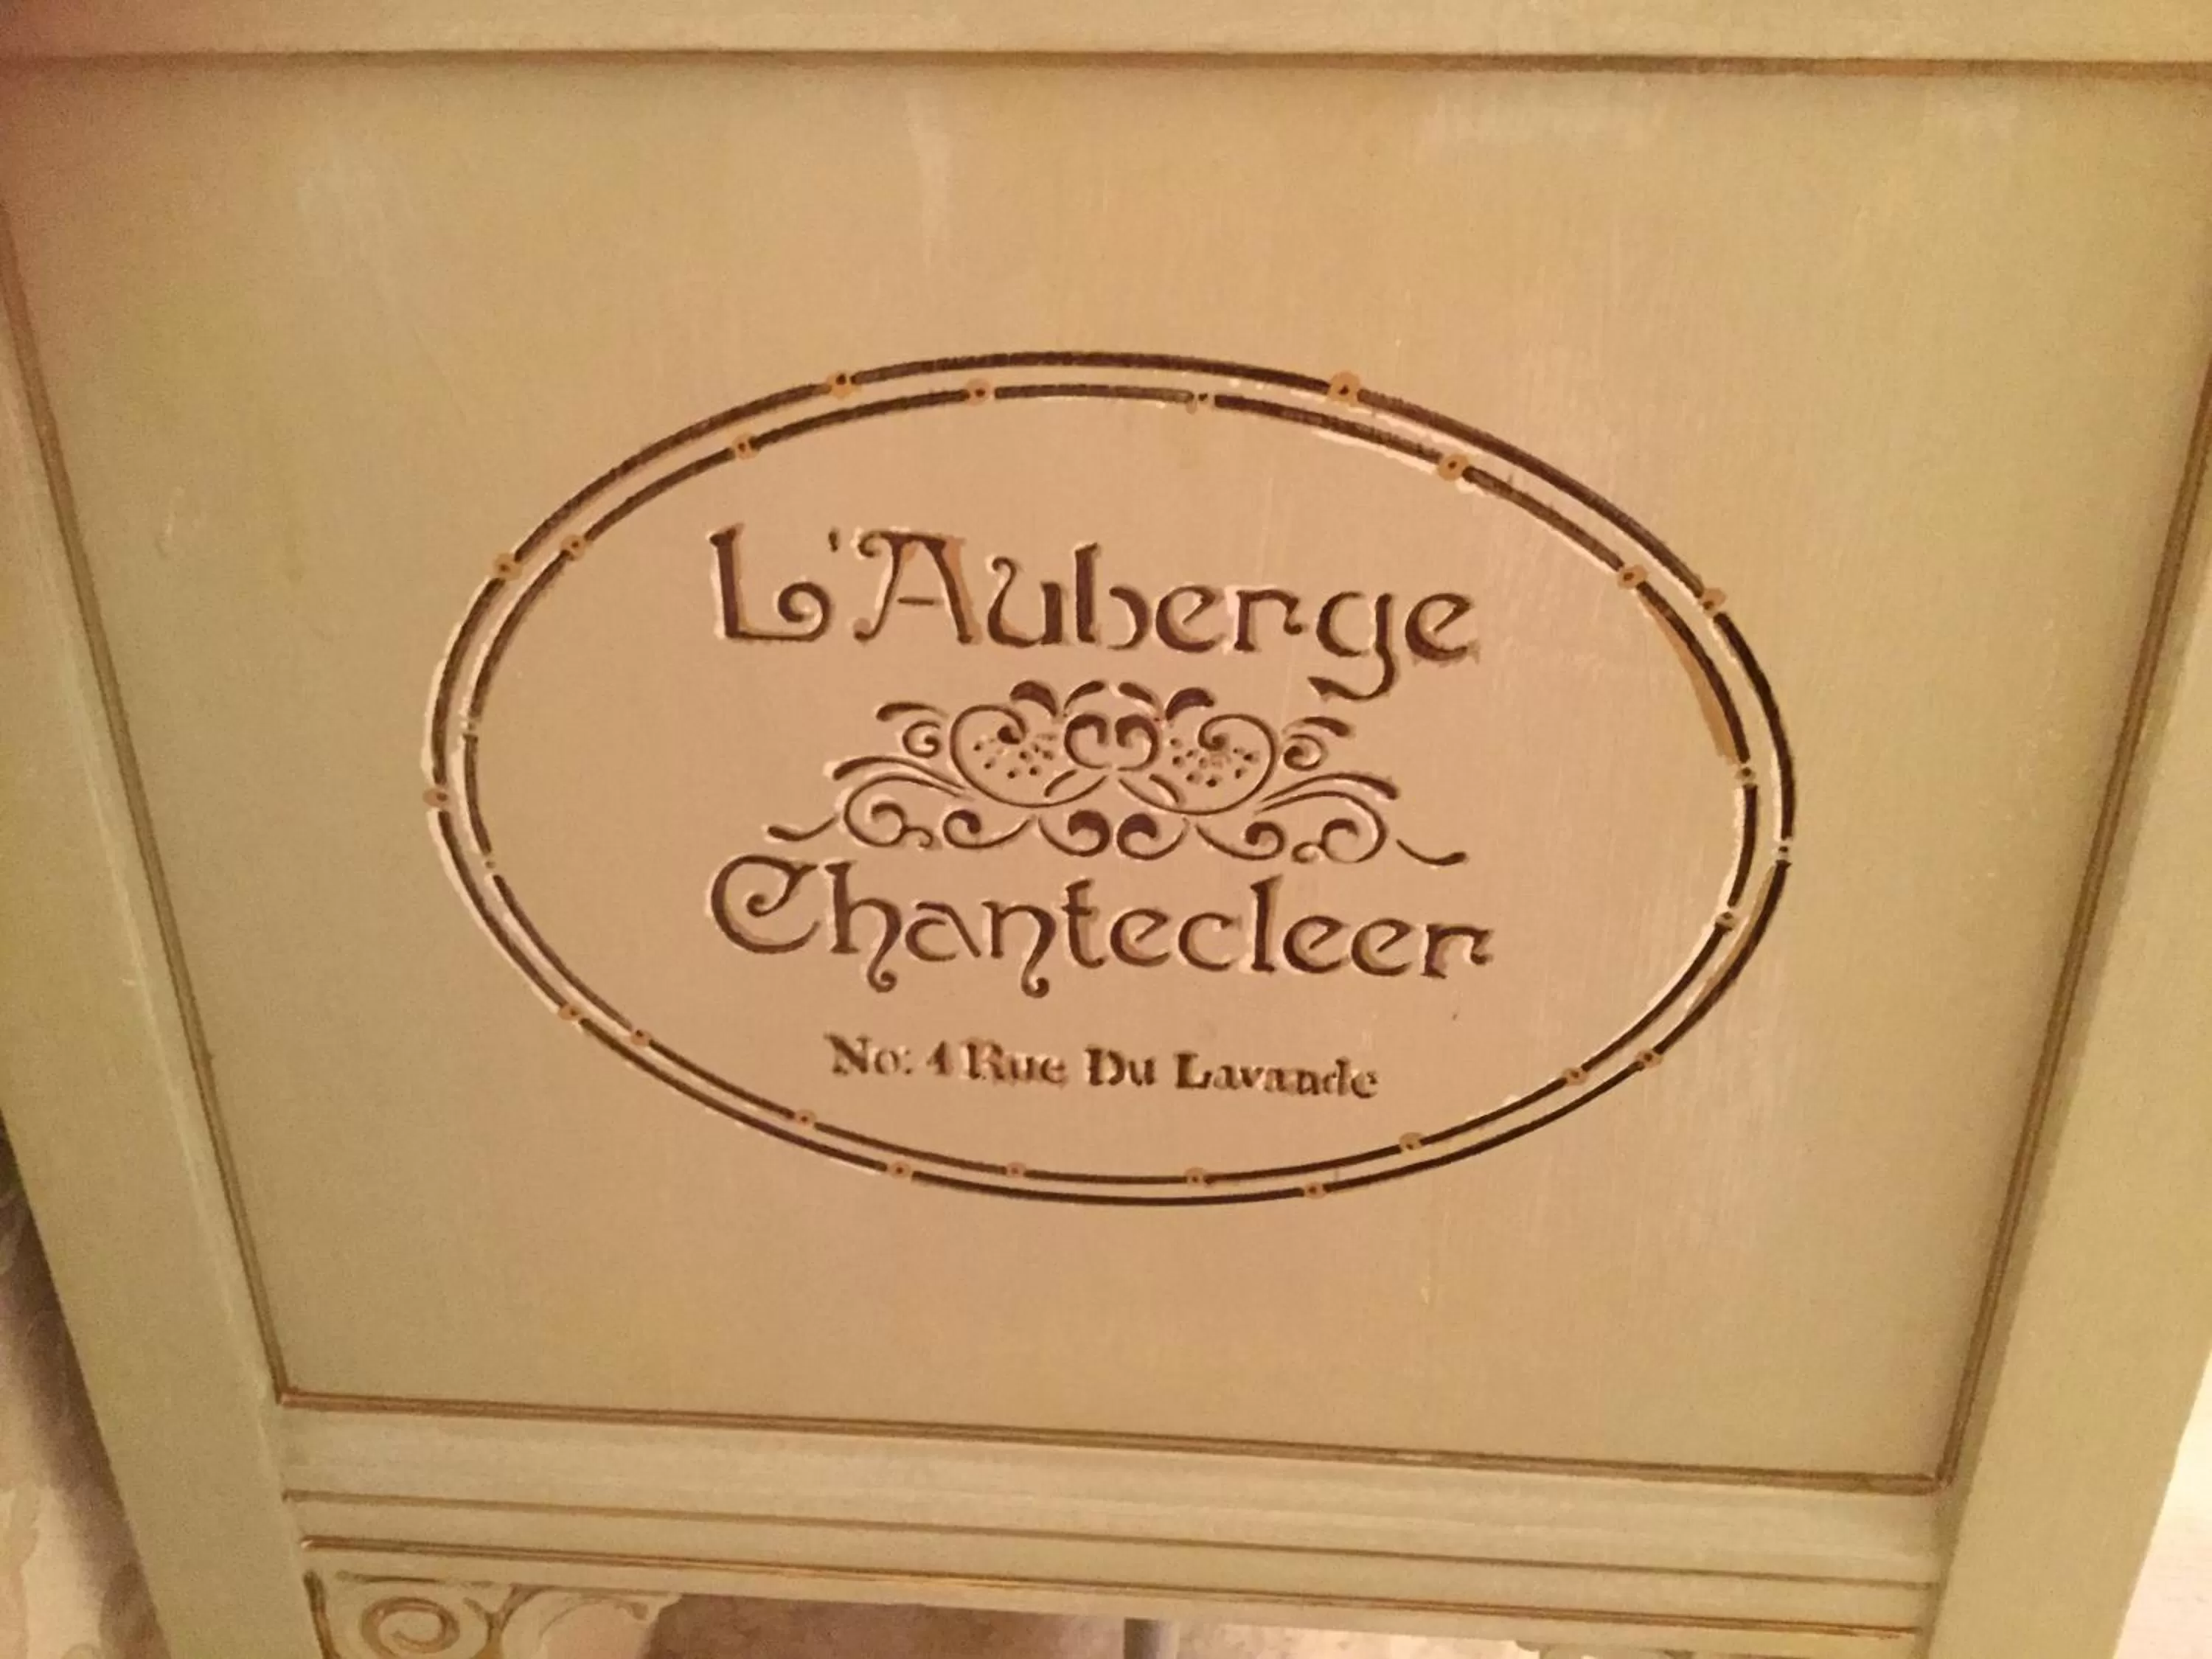 L'Auberge
Chantecleer
No: 4 Rue Du Lavande